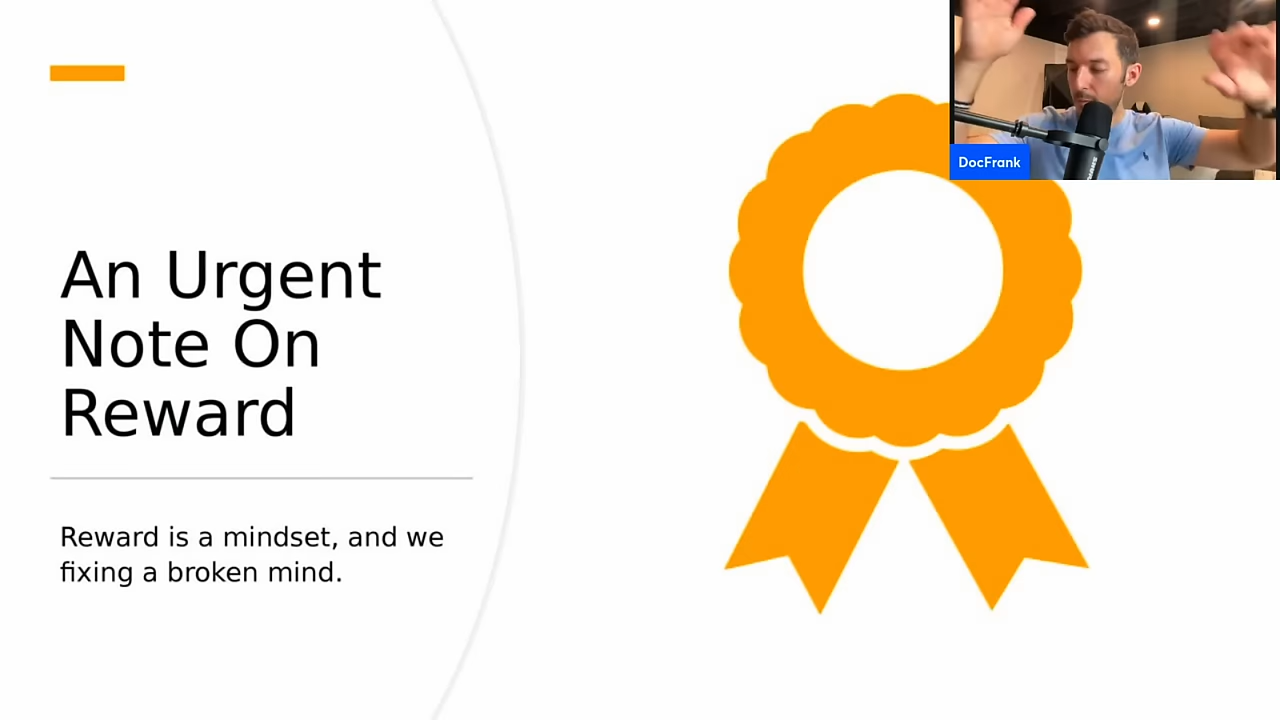 DocFrank
An Urgent
Note On
Reward
Reward is a mindset, and we
fixing a broken mind.